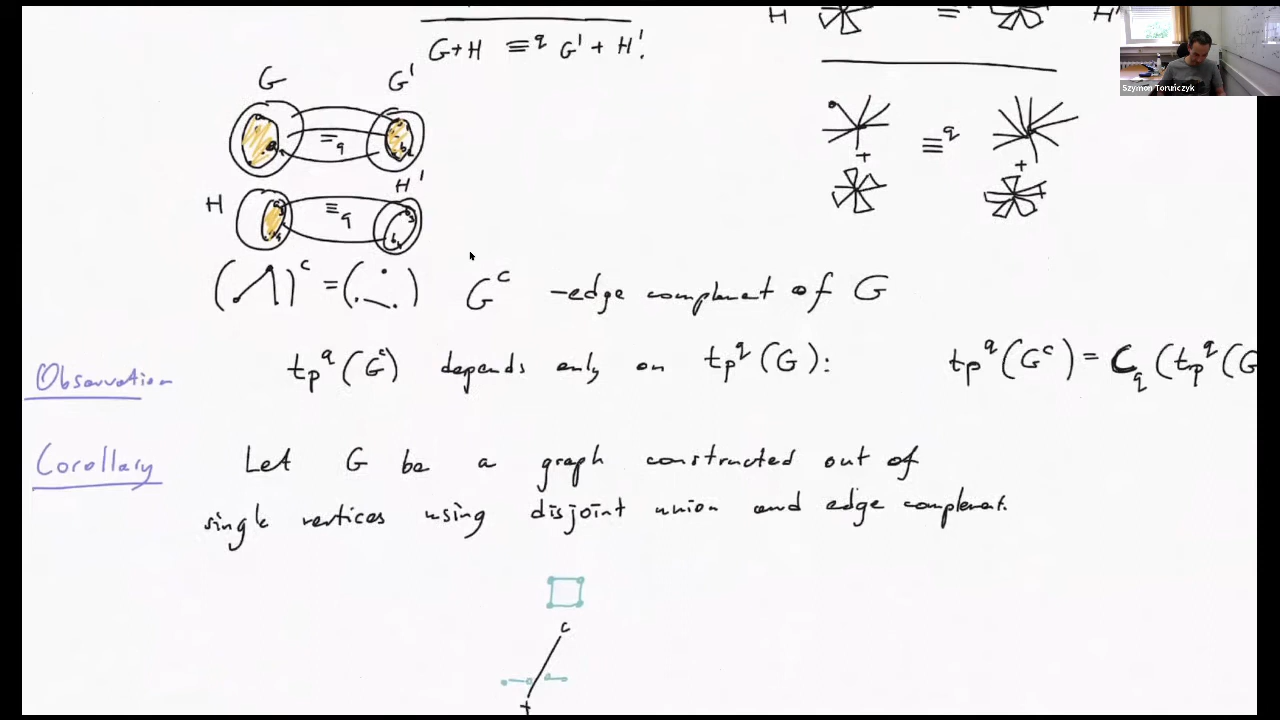 H ≡ H'
G+H ≡^q G'+H'.
G G'
≡_q
H H'
≡_q
≡^q
+ +
( )^c = ( ) G^c - edge complement of G
Observation tp^q(G^c) depends only on tp^q(G): tp^q(G^c) = C_q(tp^q(G
Corollary Let G be a graph constructed out of
single vertices using disjoint union and edge complement.
c
+
Szymon Toruńczyk